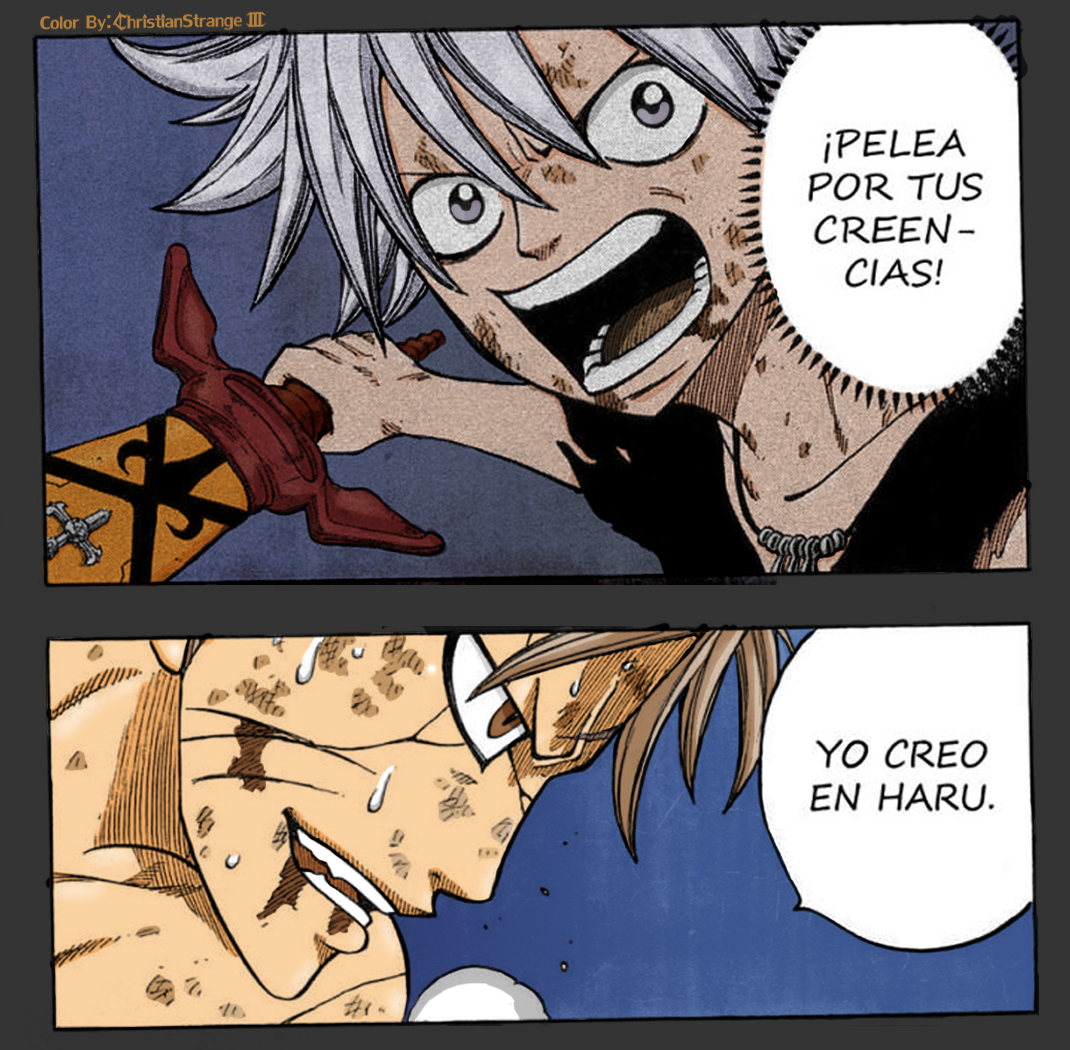 Color By: ChristianStrange III
¡PELEA
POR TUS
CREEN-
CIAS!
YO CREO
EN HARU.